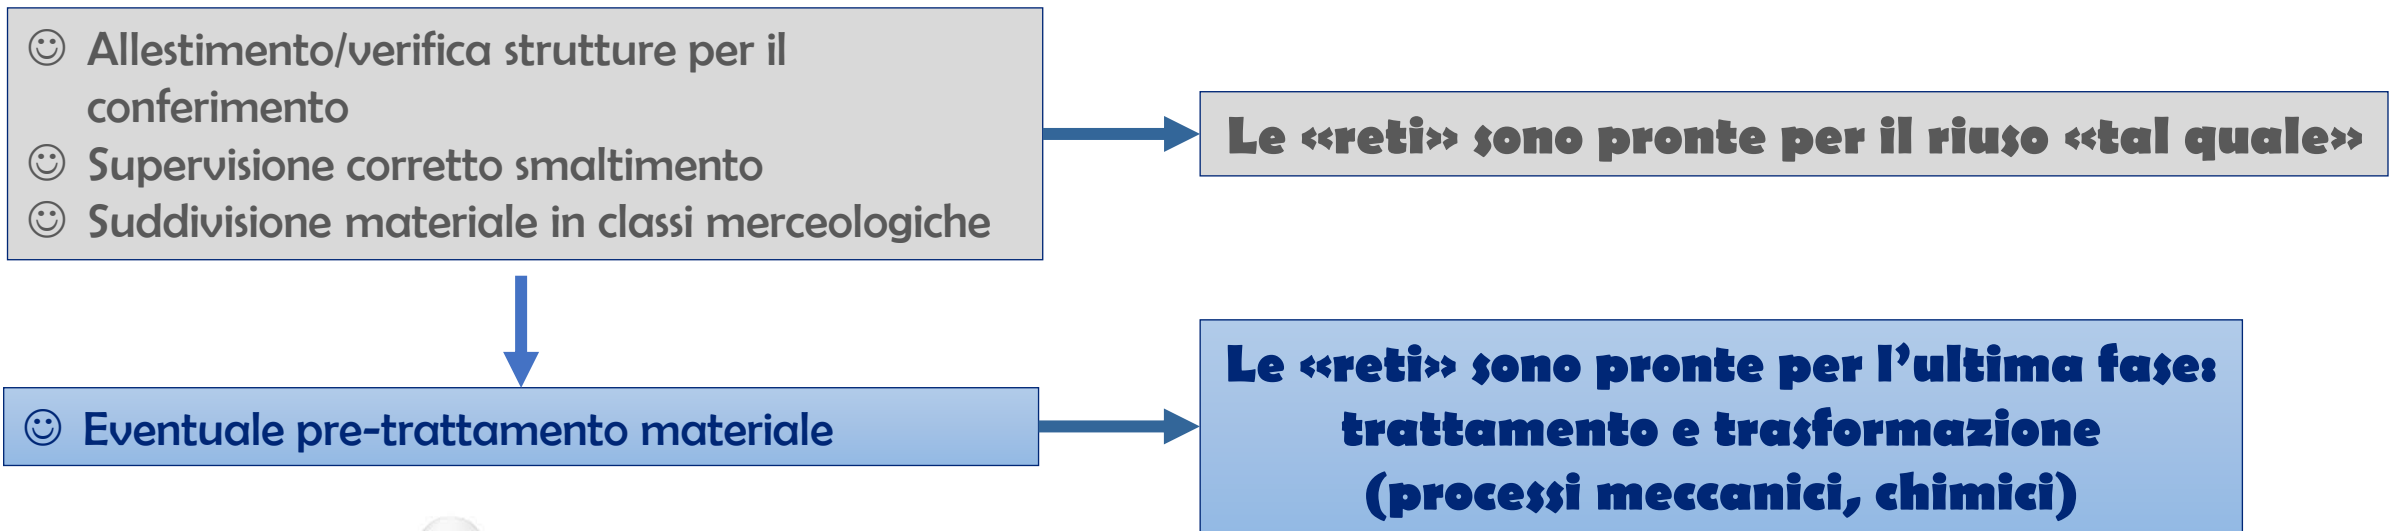 ☺ Allestimento/verifica strutture per il
conferimento
☺ Supervisione corretto smaltimento
☺ Suddivisione materiale in classi merceologiche
Le «reti» sono pronte per il riuso «tal quale»
☺ Eventuale pre-trattamento materiale
Le «reti» sono pronte per l’ultima fase:
trattamento e trasformazione
(processi meccanici, chimici)